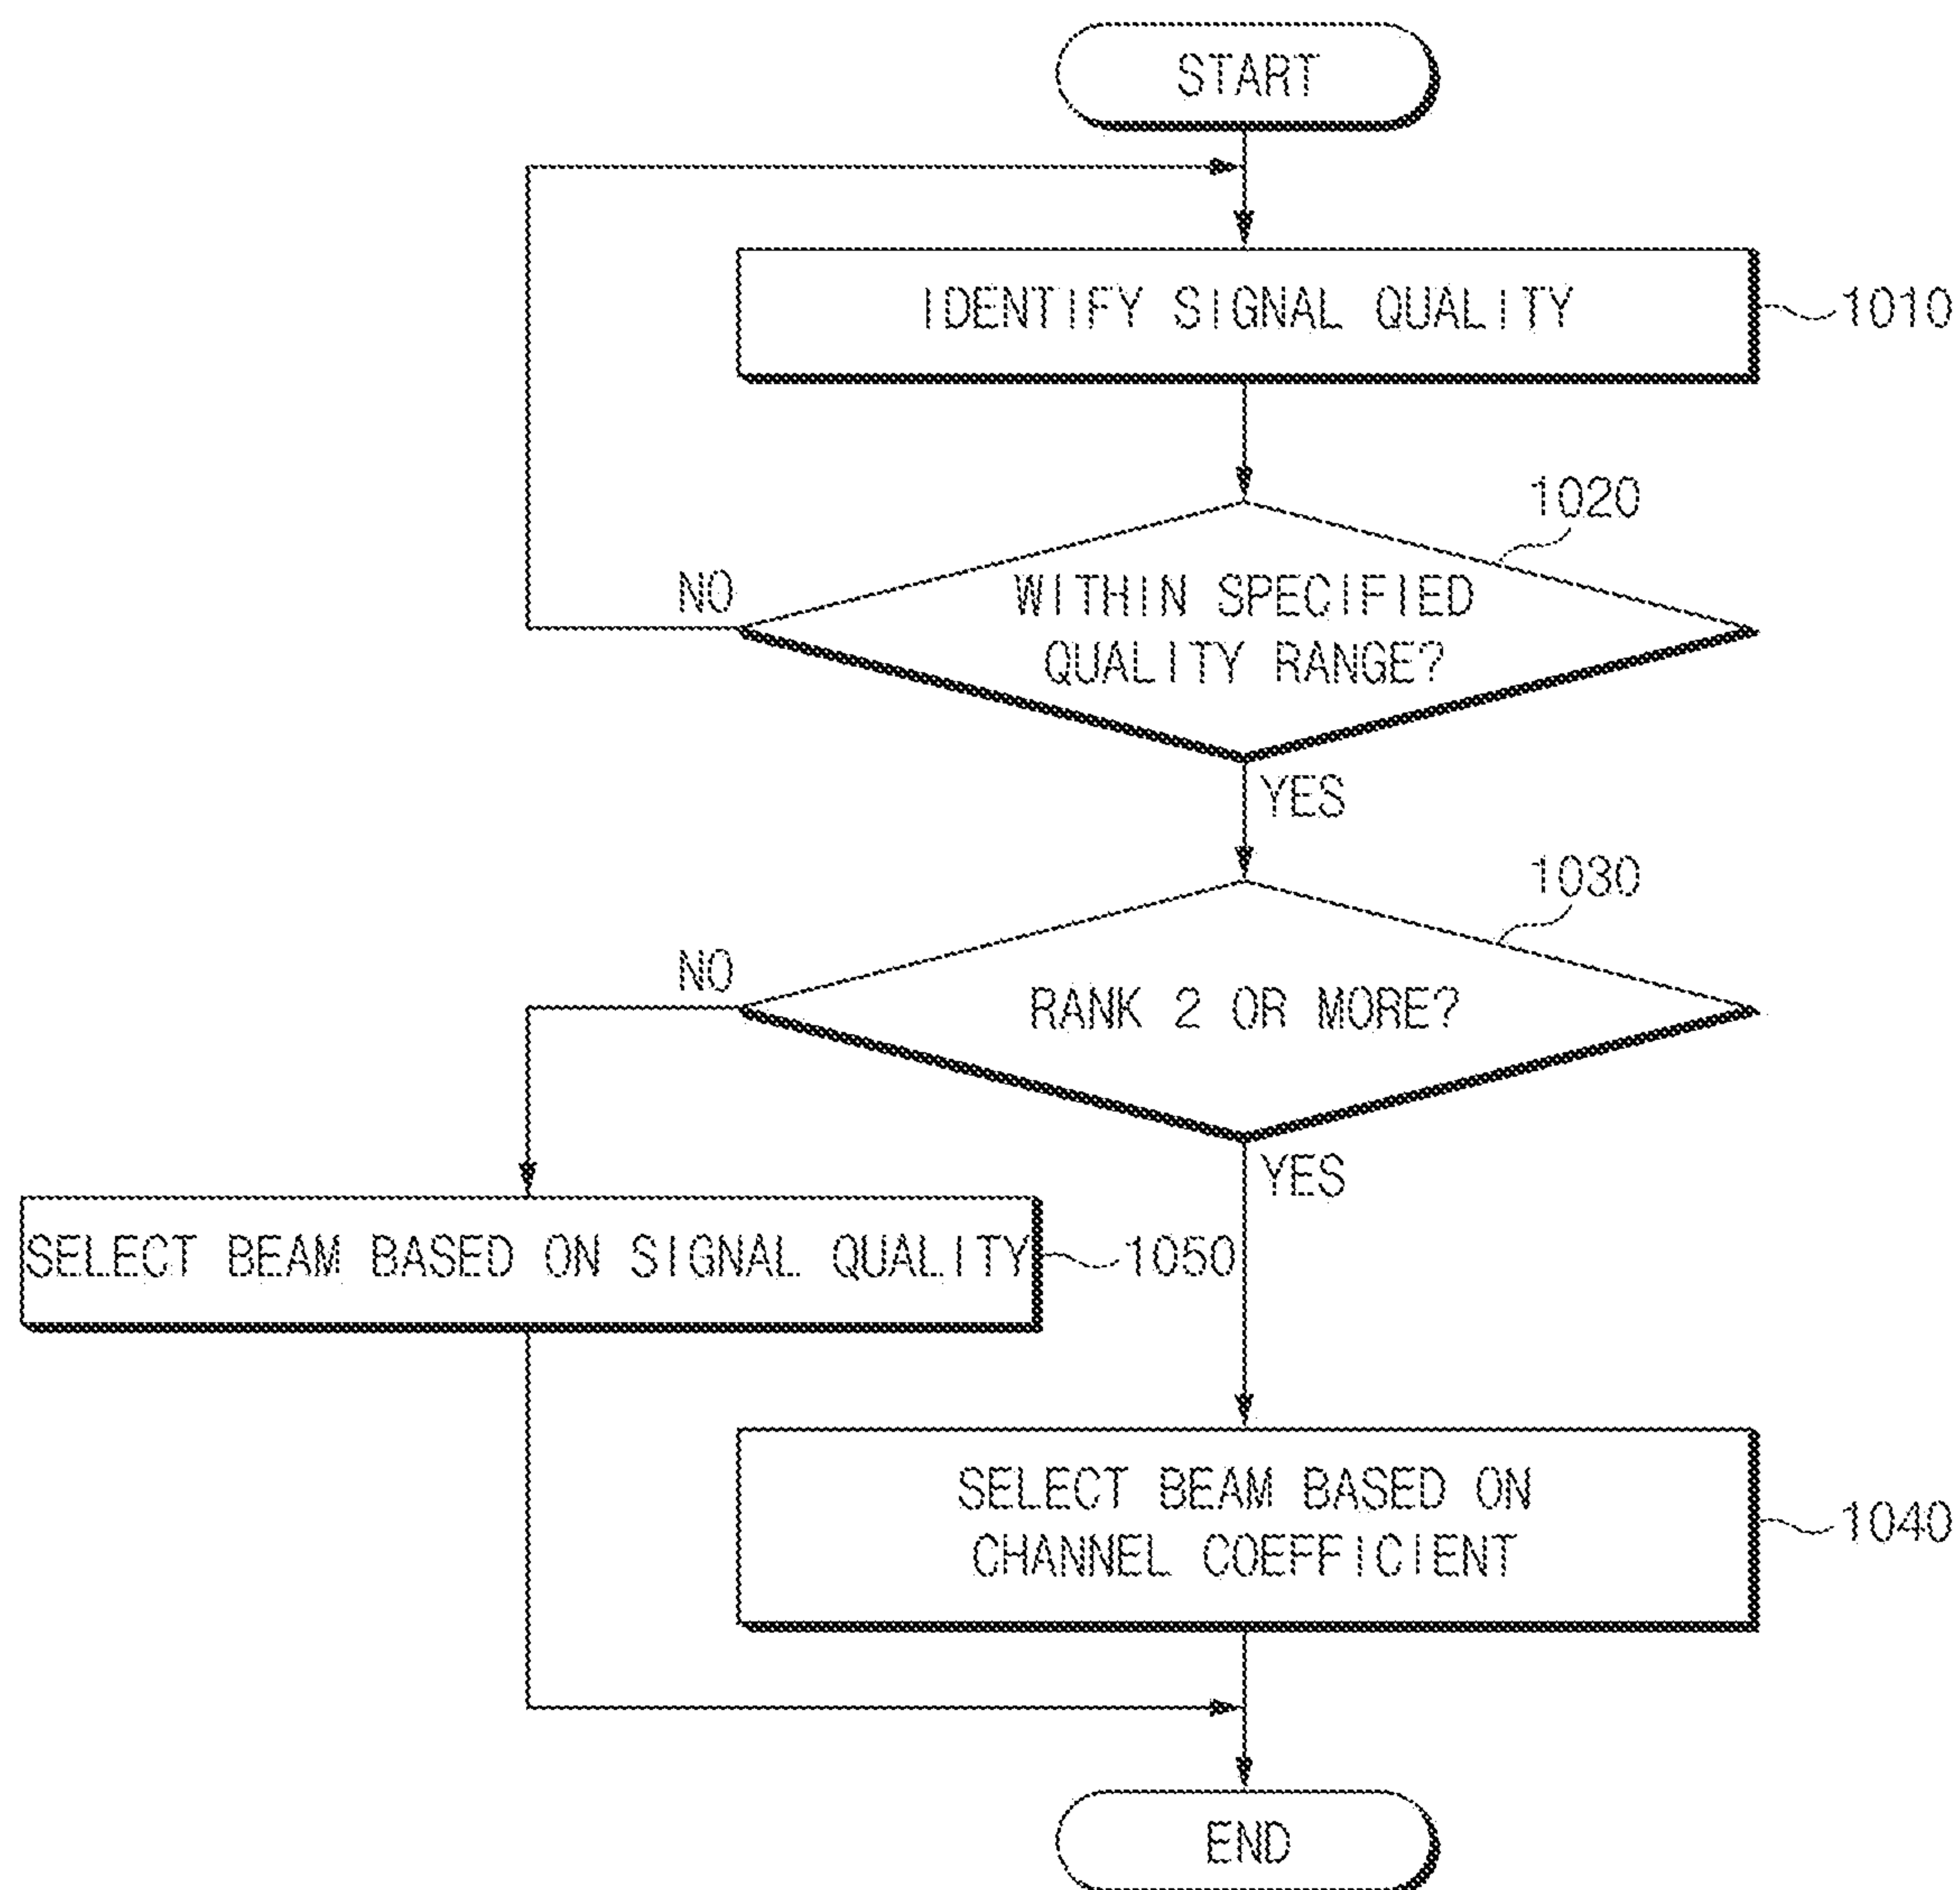 START
IDENTIFY SIGNAL QUALITY
1010
1020
NO
WITHIN SPECIFIED
QUALITY RANGE?
YES
1030
NO
RANK 2 OR MORE?
YES
SELECT BEAM BASED ON SIGNAL QUALITY
1050
SELECT BEAM BASED ON
CHANNEL COEFFICIENT
1040
END